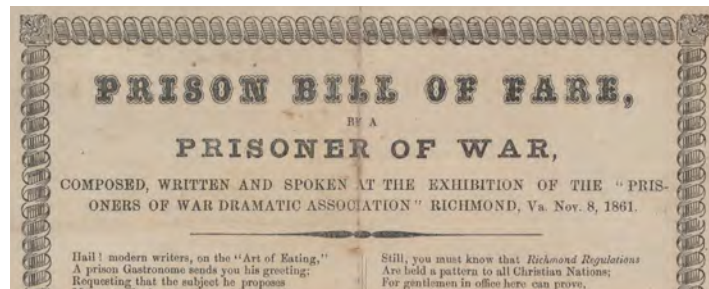 PRISON BILL OF FARE,
BY A
PRISONER OF WAR,
COMPOSED, WRITTEN AND SPOKEN AT THE EXHIBITION OF THE "PRIS-
ONERS OF WAR DRAMATIC ASSOCIATION" RICHMOND, Va. Nov. 8, 1861.
Hail! modern writers, on the "Art of Eating,"
A prison Gastronome sends you his greeting;
Requesting that the subject he proposes
Still, you must know that Richmond Regulations
Are held a pattern to all Christian Nations;
For gentlemen in office here can prove,